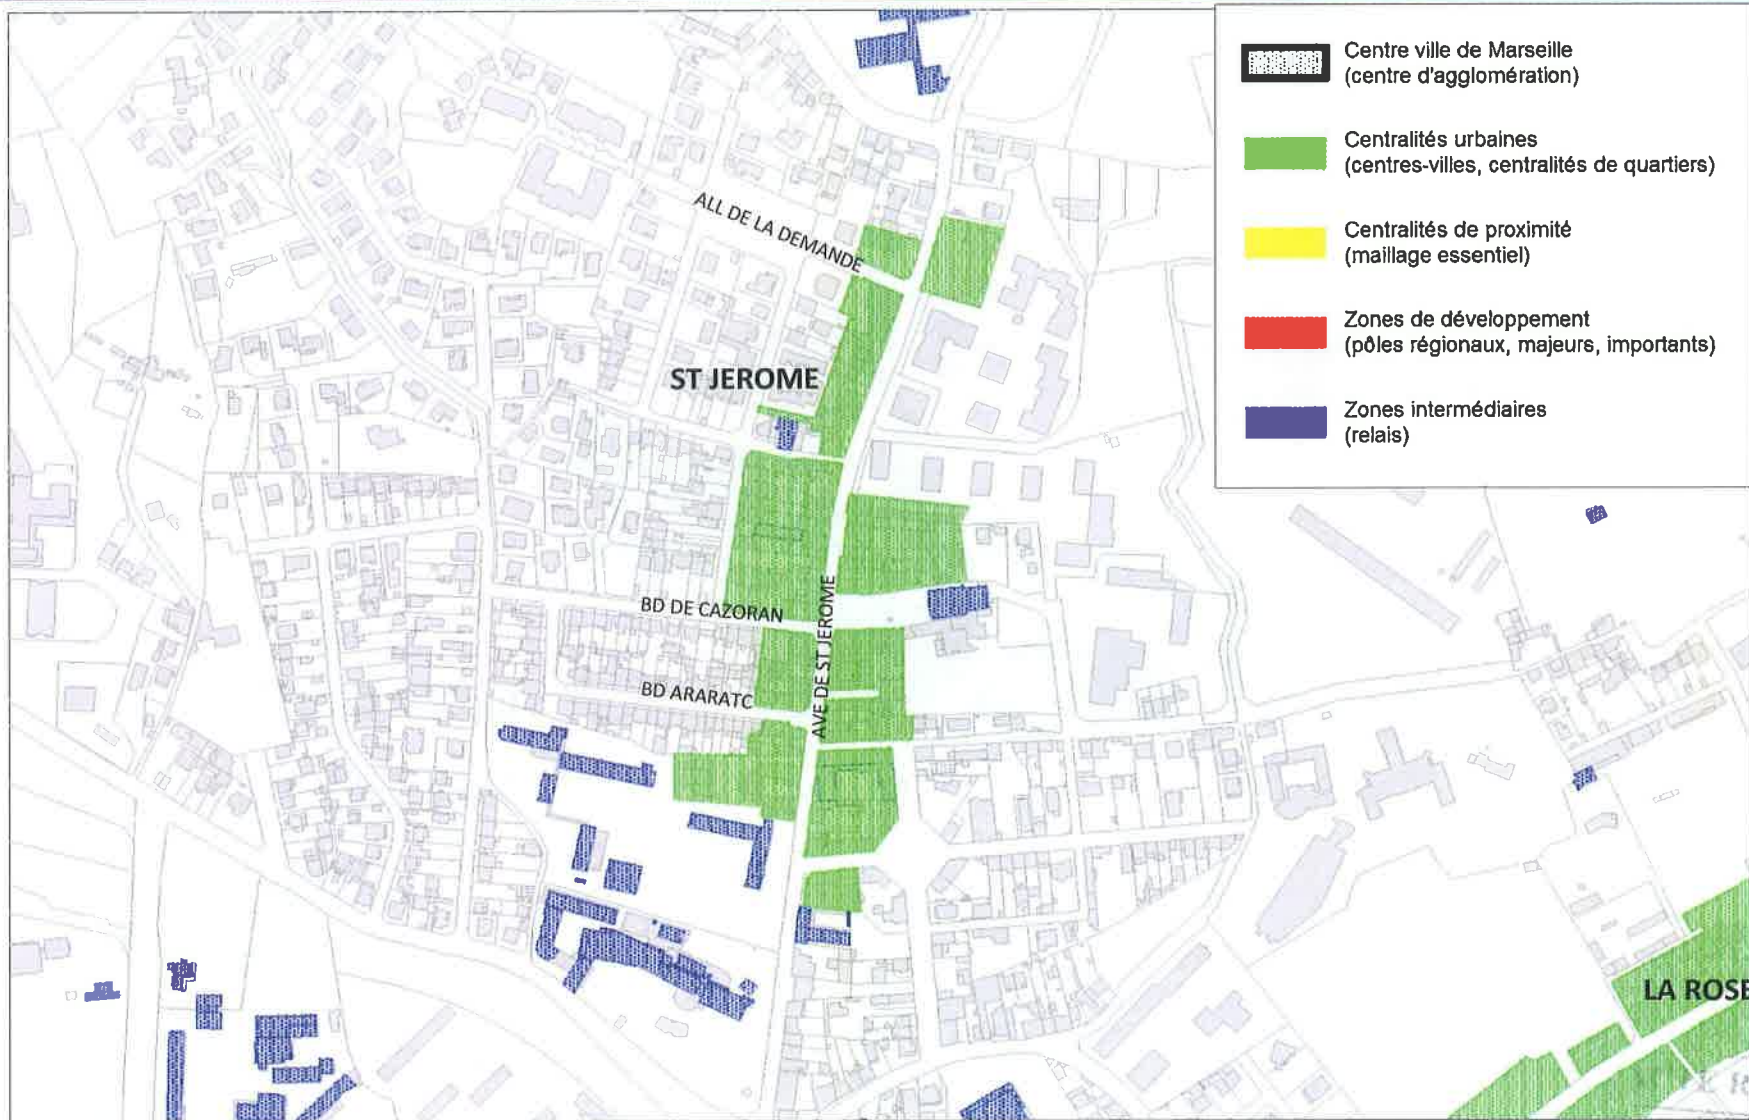 Centre ville de Marseille
(centre d'agglomération)
Centralités urbaines
(centres-villes, centralités de quartiers)
Centralités de proximité
(maillage essentiel)
Zones de développement
(pôles régionaux, majeurs, importants)
Zones intermédiaires
(relais)
ALL DE LA DEMANDE
ST JEROME
BD DE CAZORAN
AVE DE ST JEROME
BD ARARATC
LA ROSE